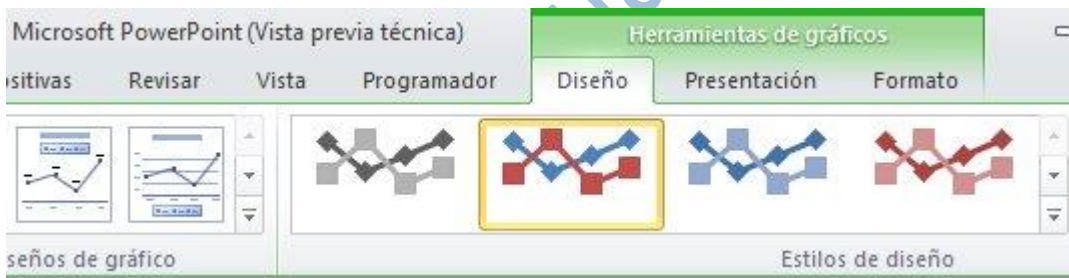 Microsoft PowerPoint (Vista previa técnica) Herramientas de gráficos
ositivas Revisar Vista Programador Diseño Presentación Formato
seños de gráfico Estilos de diseño